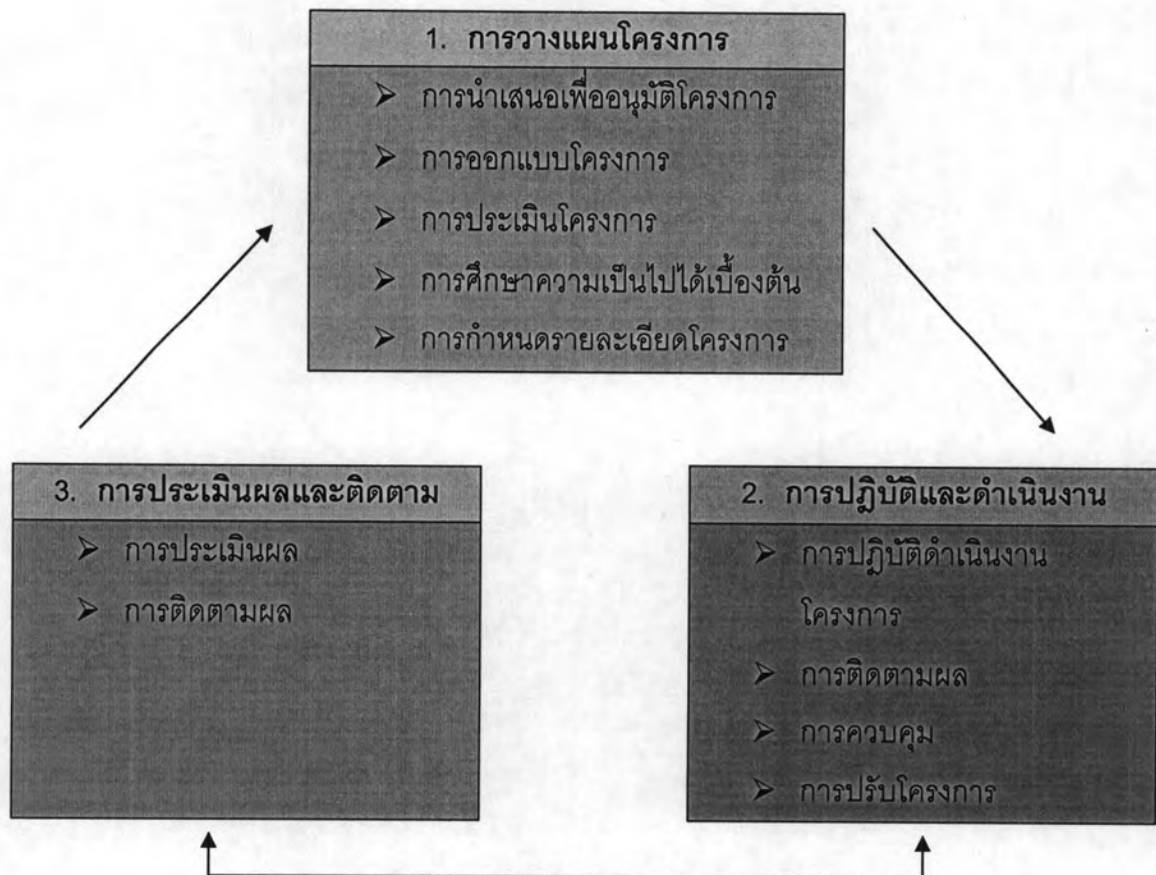 1. การวางแผนโครงการ
➤ การนำเสนอเพื่ออนุมัติโครงการ
➤ การออกแบบโครงการ
➤ การประเมินโครงการ
➤ การศึกษาความเป็นไปได้เบื้องต้น
➤ การกำหนดรายละเอียดโครงการ
3. การประเมินผลและติดตาม
➤ การประเมินผล
➤ การติดตามผล
2. การปฎิบัติและดำเนินงาน
➤ การปฎิบัติดำเนินงาน
โครงการ
➤ การติดตามผล
➤ การควบคุม
➤ การปรับโครงการ